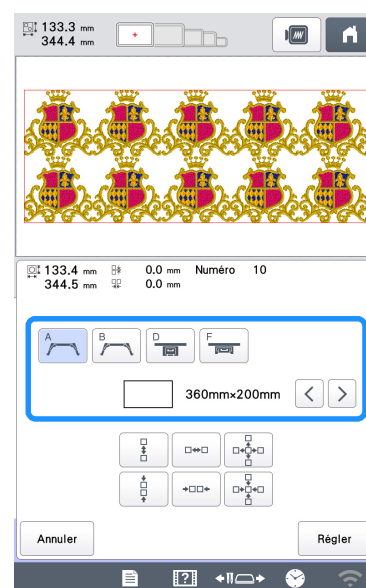 133.3 mm
344.4 mm
133.4 mm 0.0 mm Numéro 10
344.5 mm 0.0 mm
A B D F
360mm×200mm
Annuler Régler